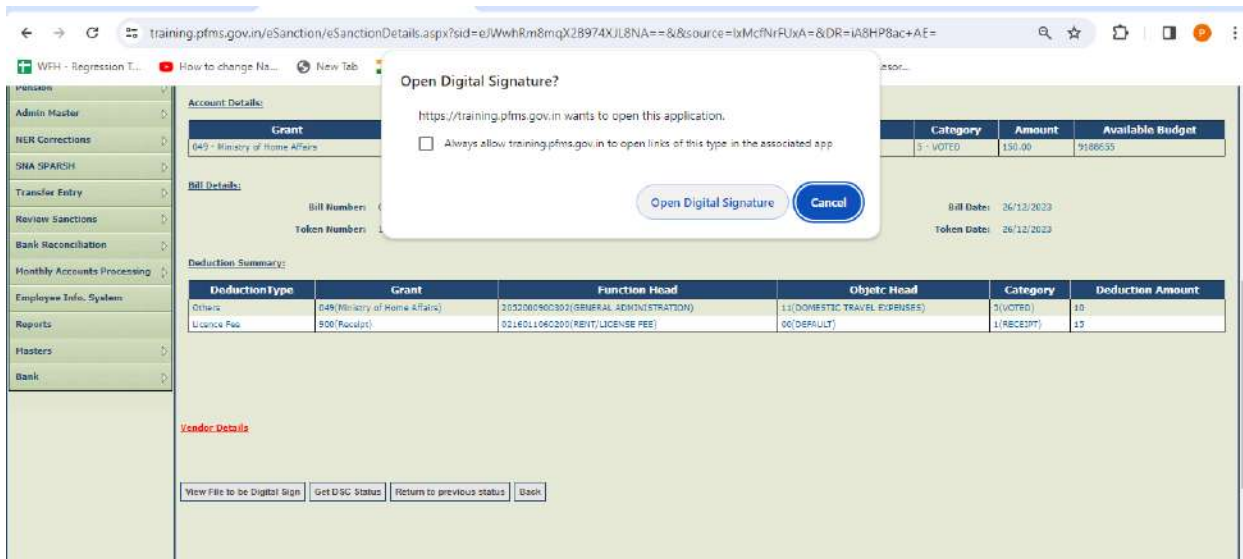 training.pfms.gov.in/eSanction/eSanctionDetails.aspx?sid=eJWwhRm8mqX28974XJL8NA==&&source=IxMcfNrFUxA=&DR=iA8HP8ac+AE=
P
WFH - Regression T...
How to change Na...
New Tab
Open Digital Signature?
https://training.pfms.gov.in wants to open this application.
Always allow training.pfms.gov.in to open links of this type in the associated app
Open Digital Signature
Cancel
Pension
Admin Master
NER Corrections
SNA SPARSH
Transfer Entry
Review Sanctions
Bank Reconciliation
Monthly Accounts Processing
Employee Info. System
Reports
Masters
Bank
Account Details:
Grant Category Amount Available Budget
049 - Ministry of Home Affairs 5 - VOTED 150.00 9188655
Bill Details:
Bill Number: Bill Date: 26/12/2023
Token Number: Token Date: 26/12/2023
Deduction Summary:
DeductionType Grant Function Head Objetc Head Category Deduction Amount
Others 049(Ministry of Home Affairs) (GENERAL ADMINISTRATION) 11(DOMESTIC TRAVEL EXPENSES) (VOTED) 10
Licence Fee 900(Receipt) (RENT/LICENSE FEE) 00(DEFAULT) 1(RECEIPT) 15
Vendor Details
View File to be Digital Sign Get DSC Status Return to previous status Back